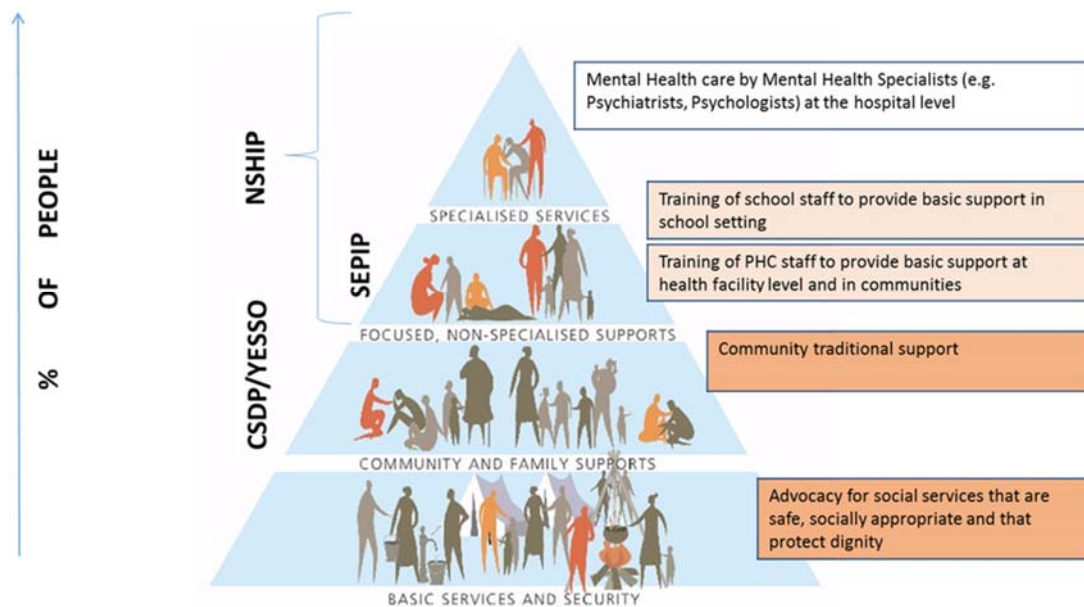 % OF PEOPLE
NSHIP
SEPIP
CSDP/YESSO
Mental Health care by Mental Health Specialists (e.g.
Psychiatrists, Psychologists) at the hospital level
SPECIALISED SERVICES
Training of school staff to provide basic support in
school setting
Training of PHC staff to provide basic support at
health facility level and in communities
FOCUSED, NON-SPECIALISED SUPPORTS
Community traditional support
COMMUNITY AND FAMILY SUPPORTS
Advocacy for social services that are
safe, socially appropriate and that
protect dignity
BASIC SERVICES AND SECURITY